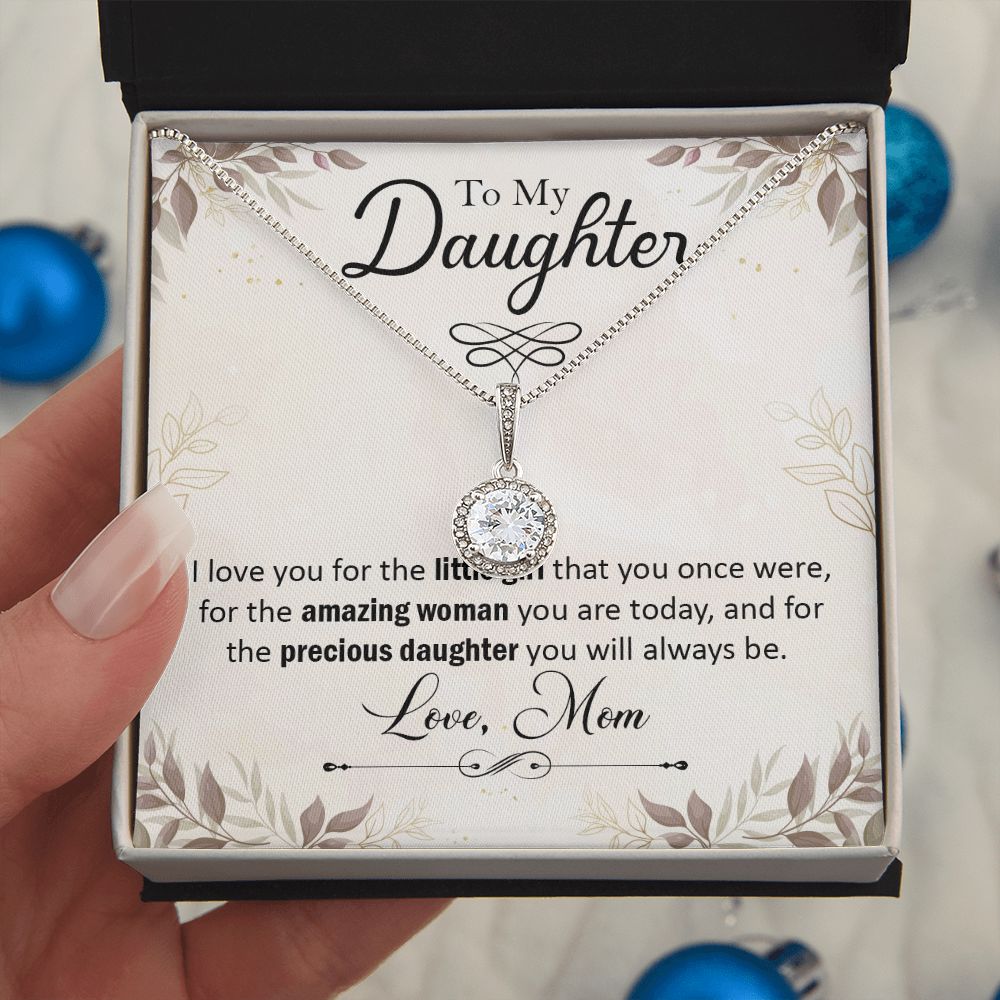 To My
Daughter
I love you for the little girl that you once were,
for the amazing woman you are today, and for
the precious daughter you will always be.
Love, Mom